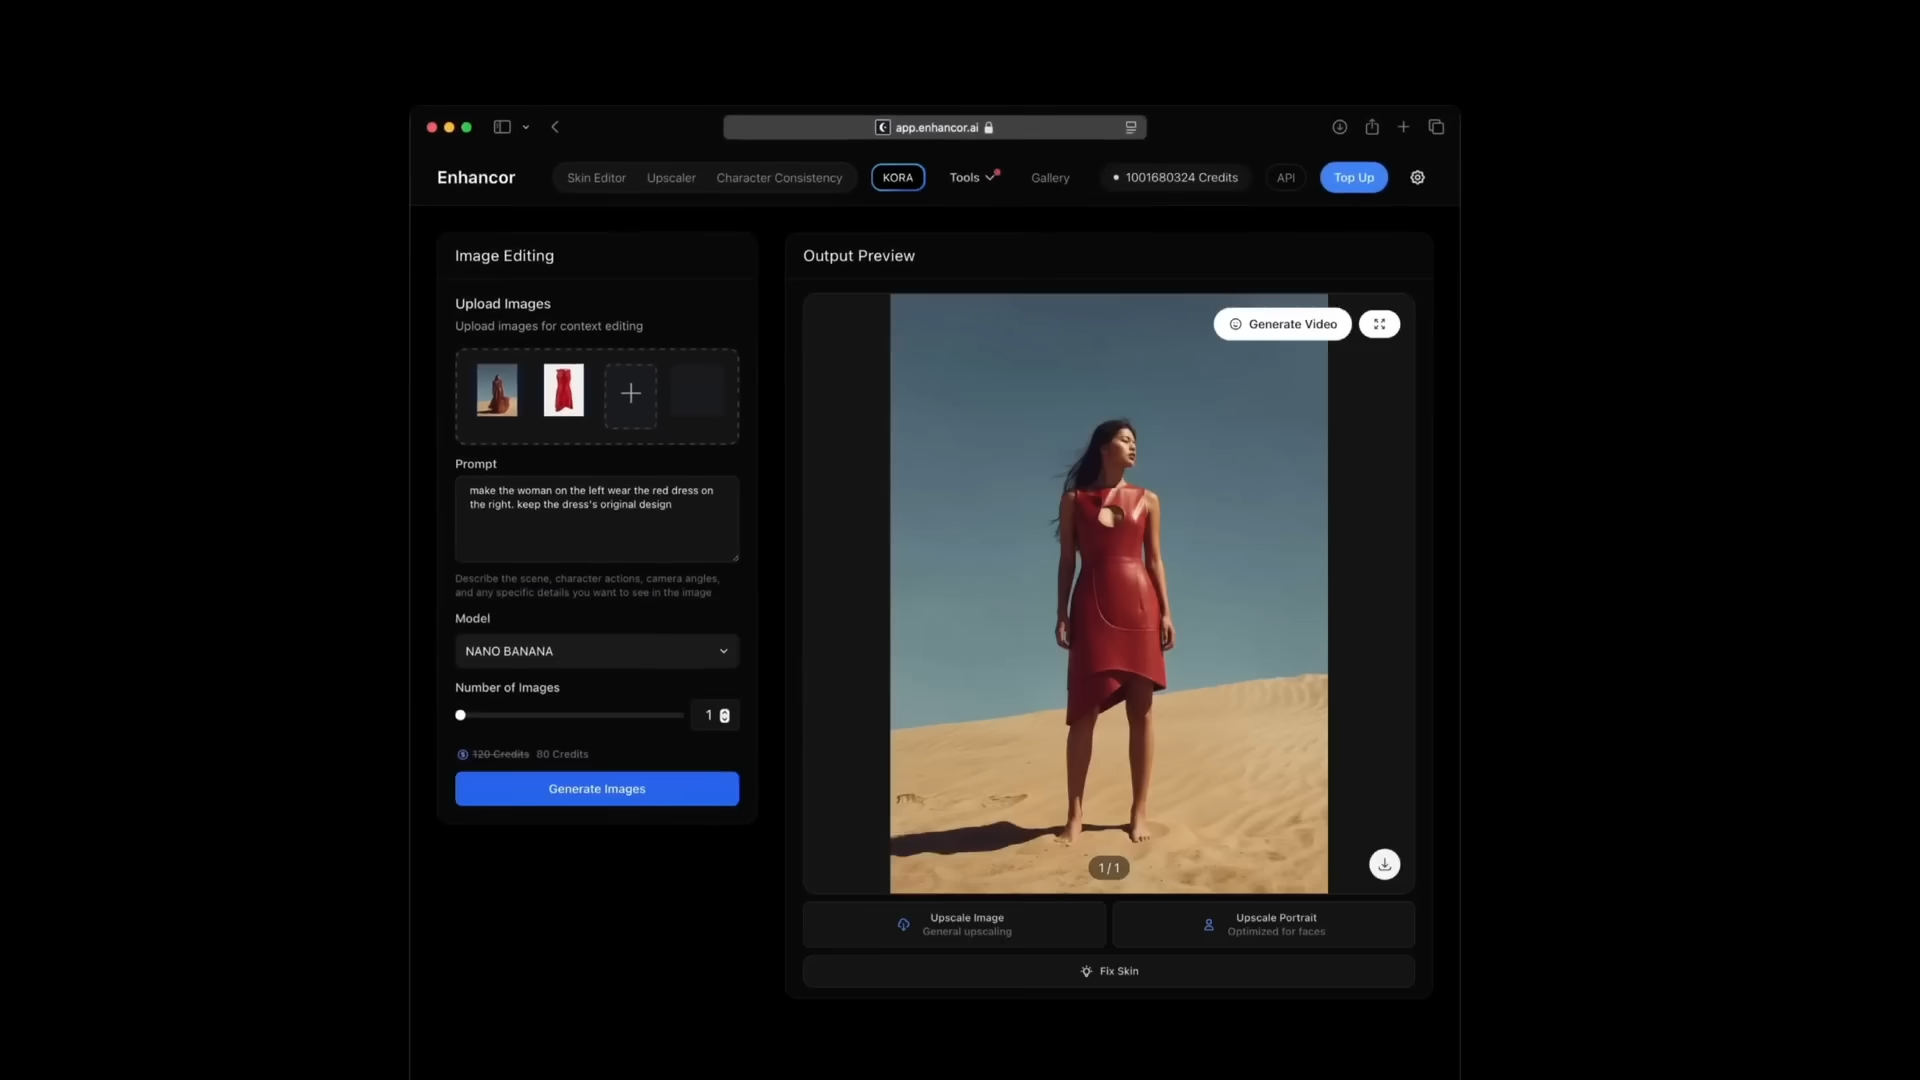 app.enhancor.ai
Enhancor
Skin Editor
Upscaler
Character Consistency
KORA
Tools
Gallery
1001680324 Credits
API
Top Up
Image Editing
Upload Images
Upload images for context editing
Prompt
make the woman on the left wear the red dress on
the right. keep the dress's original design
Describe the scene, character actions, camera angles,
and any specific details you want to see in the image
Model
NANO BANANA
Number of Images
1
120 Credits 80 Credits
Generate Images
Output Preview
Generate Video
1 / 1
Upscale Image
General upscaling
Upscale Portrait
Optimized for faces
Fix Skin